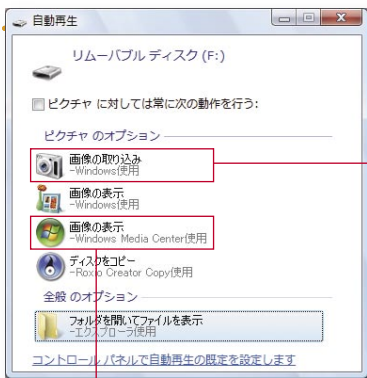 自動再生
リムーバブル ディスク (F:)
ピクチャ に対しては常に次の動作を行う:
ピクチャ のオプション
画像の取り込み
-Windows使用
画像の表示
-Windows使用
画像の表示
-Windows Media Center使用
ディスクをコピー
-Roxio Creator Copy使用
全般 のオプション
フォルダを開いてファイルを表示
-エクスプローラ使用
コントロール パネルで自動再生の既定を設定します